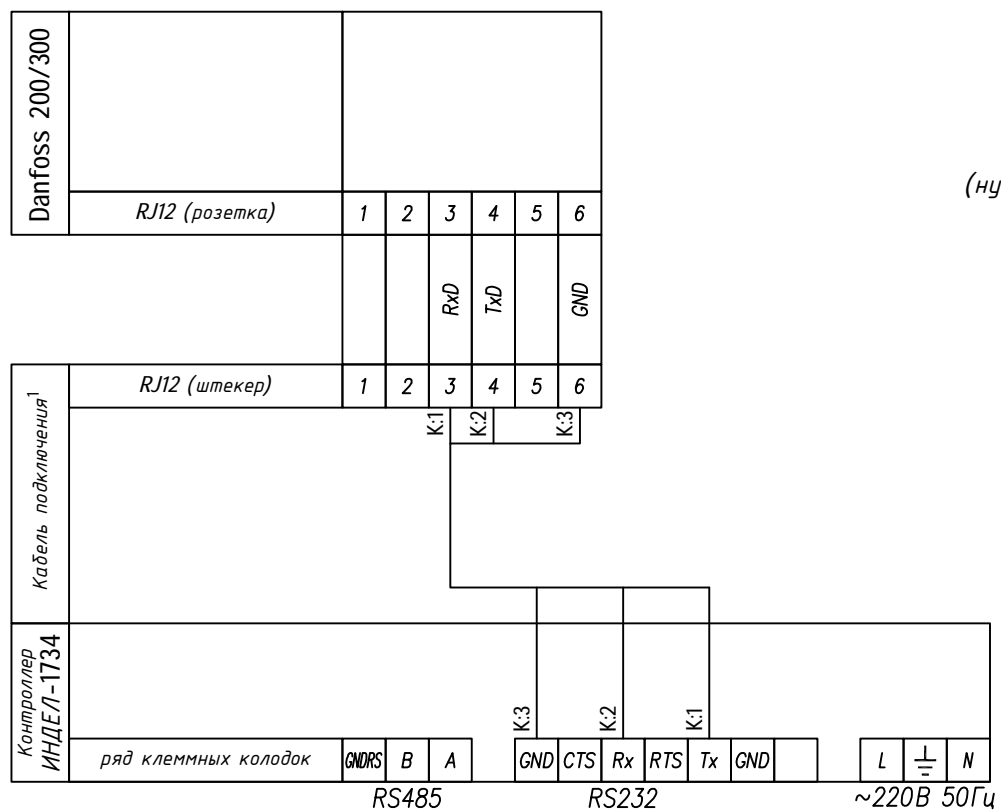 Danfoss 200/300
RJ12 (розетка)
1 2 3 4 5 6
(ну
RxD TxD GND
Кабель подключения¹
RJ12 (штекер)
1 2 3 4 5 6
K:1 K:2 K:3
Контроллер
ИНДЕЛ-1734
K:3 K:2 K:1
ряд клеммных колодок
GNDRS B A GND CTS Rx RTS Tx GND L N
RS485 RS232 ~220В 50Гц